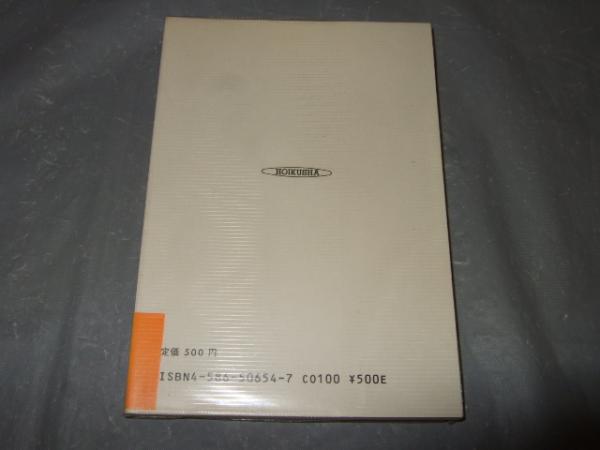 HOIKUSHA
定価 500 円
ISBN4-586-50654-7 C0100 ¥500E